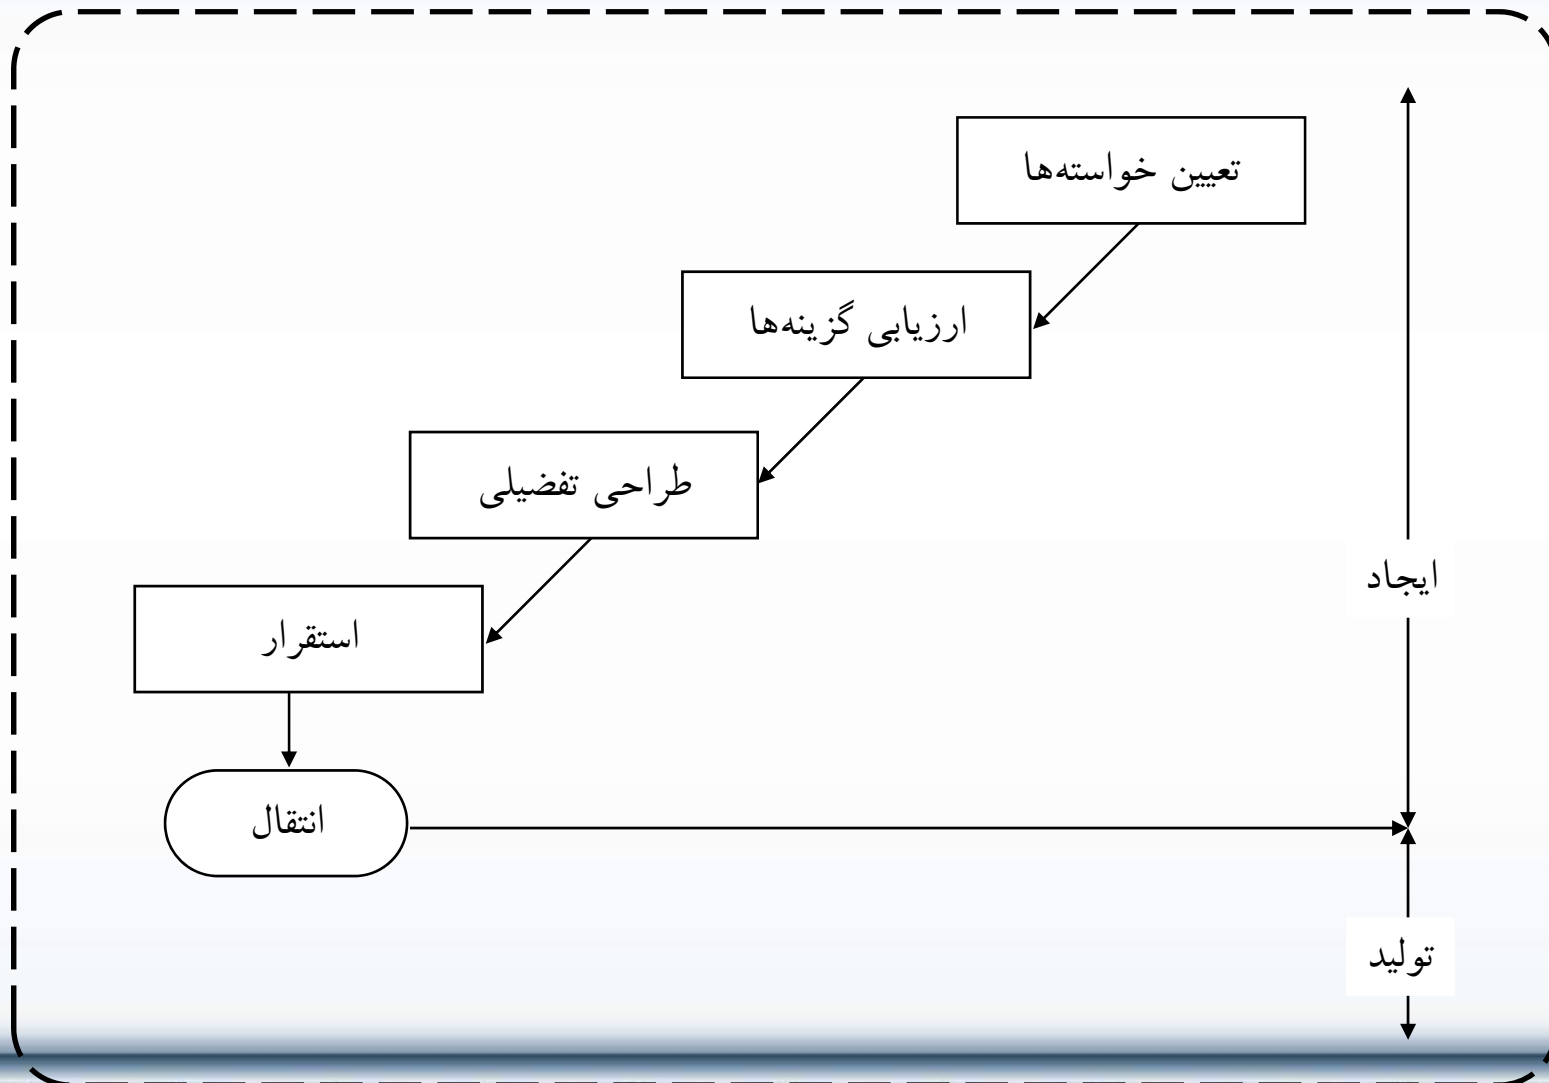 تعیین خواسته‌ها
ارزیابی گزینه‌ها
طراحی تفضیلی
ایجاد
استقرار
انتقال
تولید